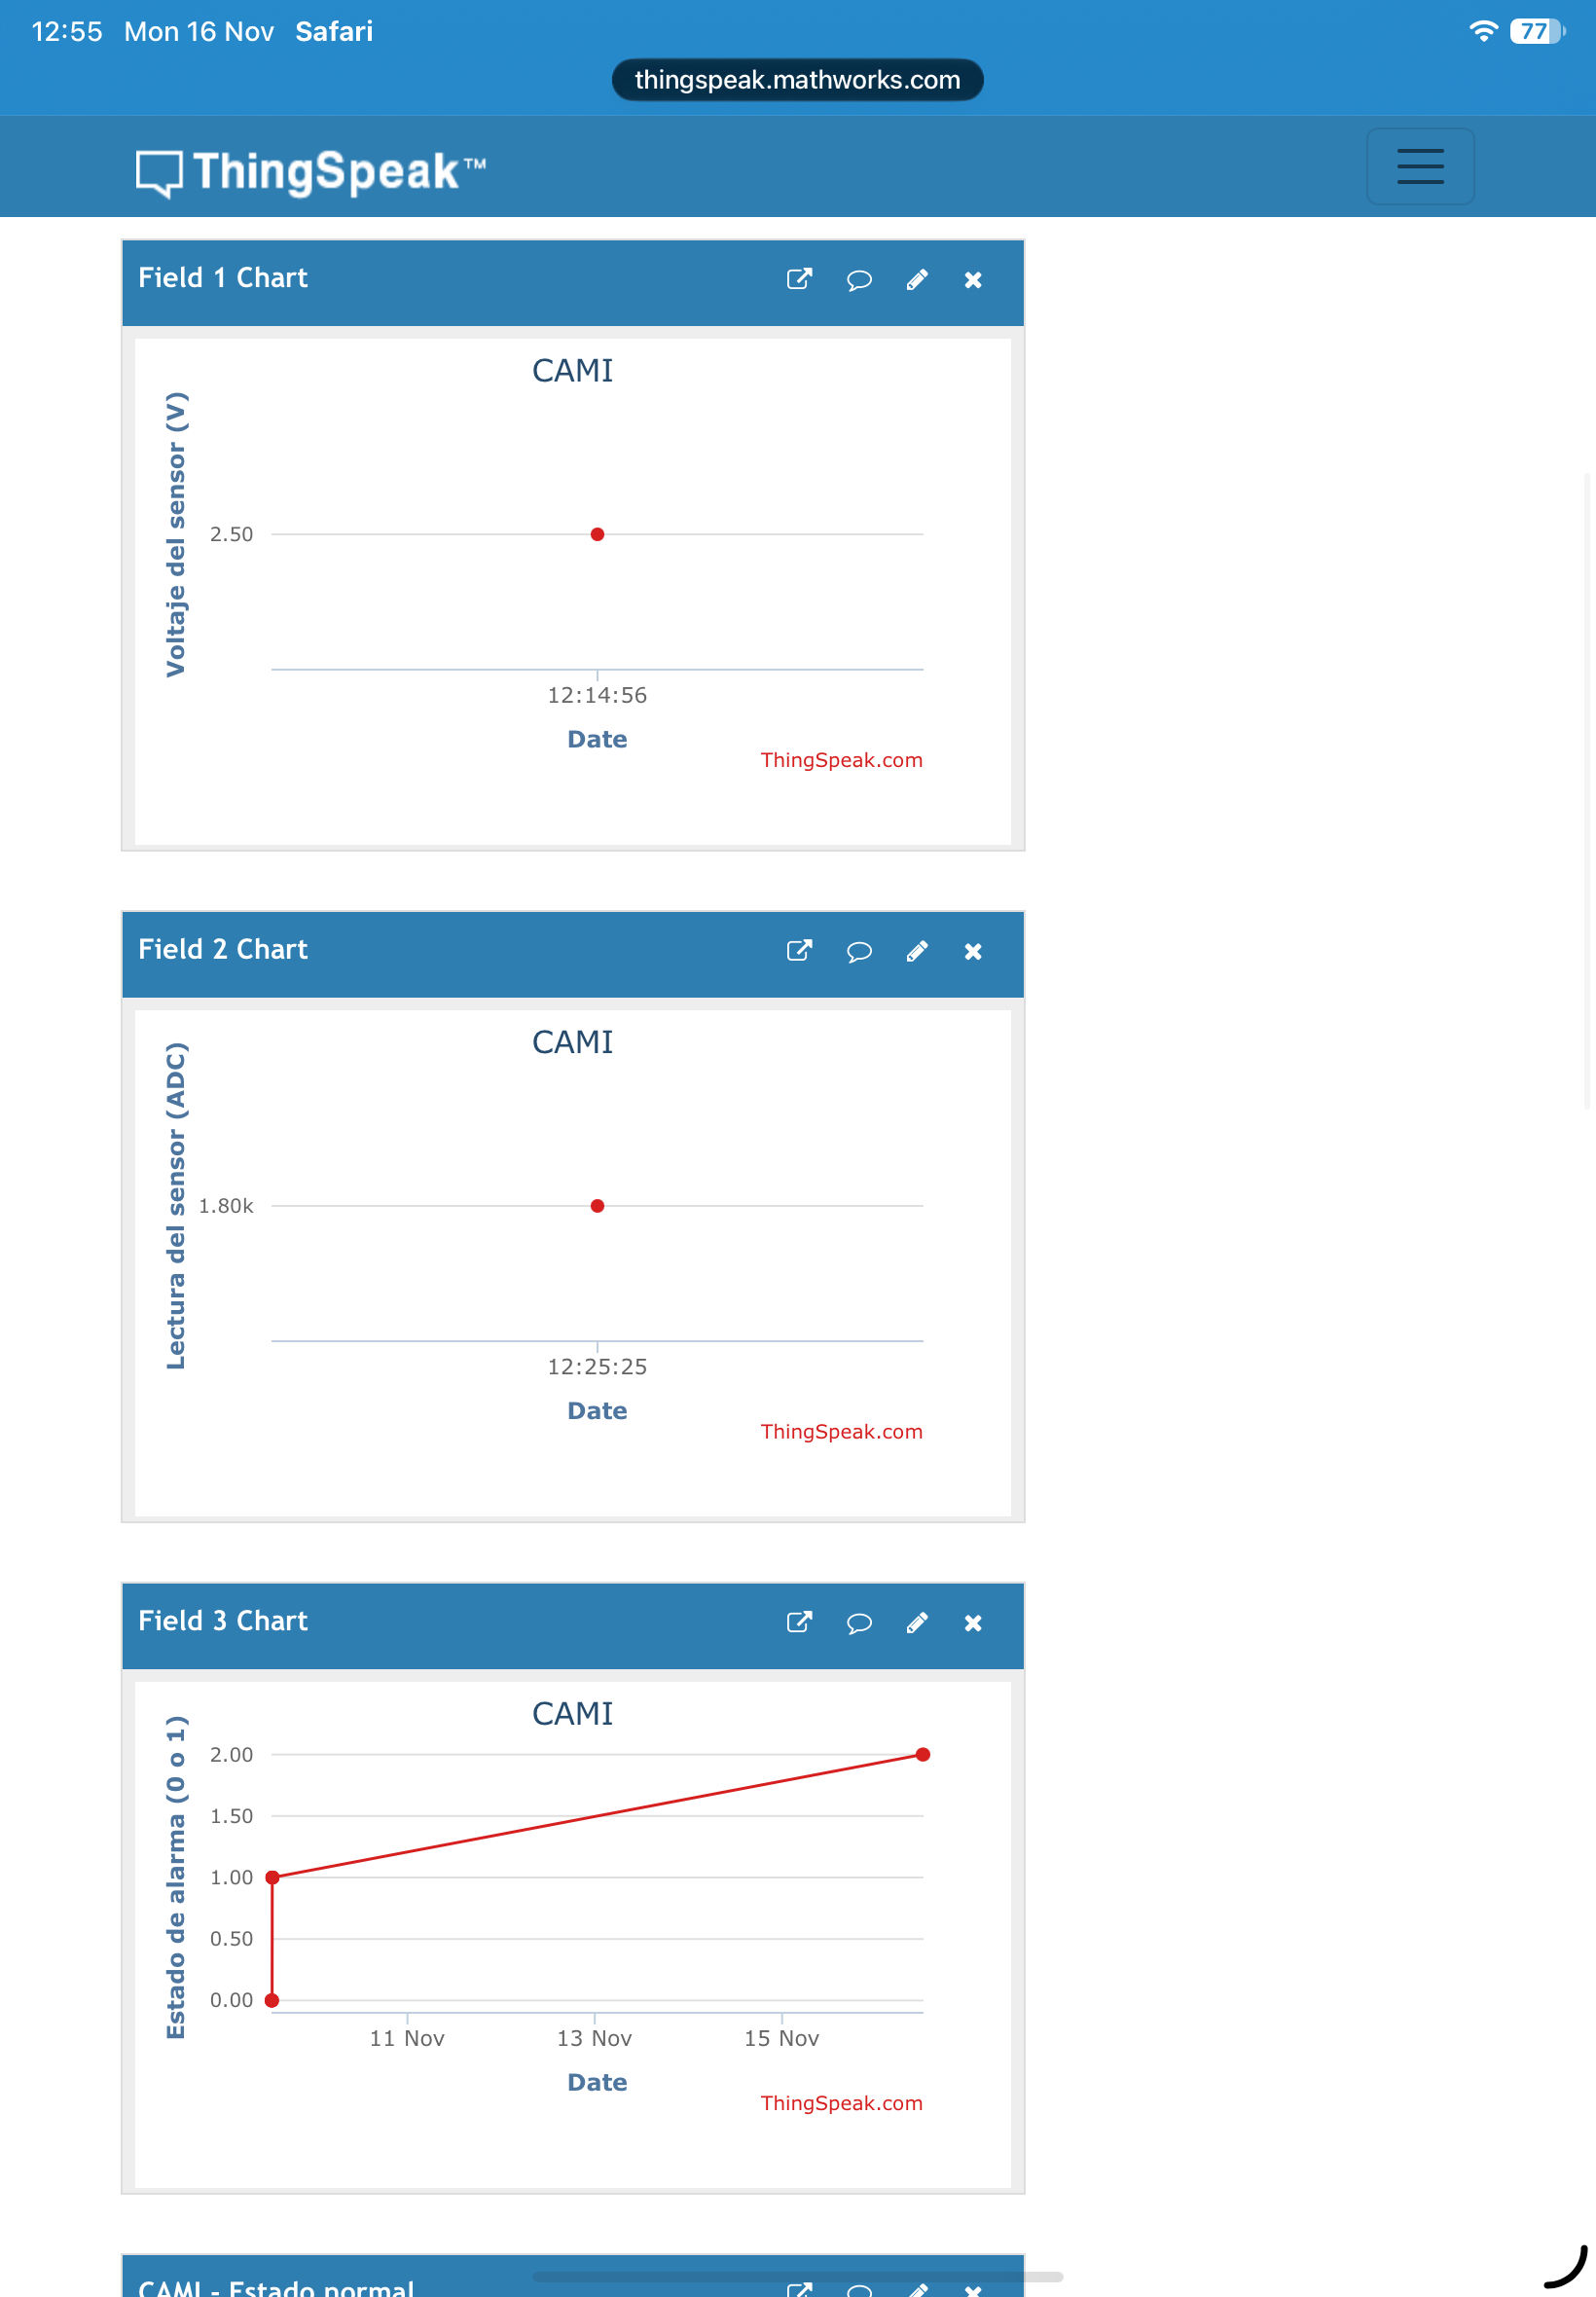 12:55 Mon 16 Nov Safari
77
thingspeak.mathworks.com
ThingSpeak™
Field 1 Chart
CAMI
Voltaje del sensor (V)
2.50
12:14:56
Date
ThingSpeak.com
Field 2 Chart
CAMI
Lectura del sensor (ADC)
1.80k
12:25:25
Date
ThingSpeak.com
Field 3 Chart
CAMI
Estado de alarma (0 o 1)
2.00
1.50
1.00
0.50
0.00
11 Nov 13 Nov 15 Nov
Date
ThingSpeak.com
CAMI - Estado normal